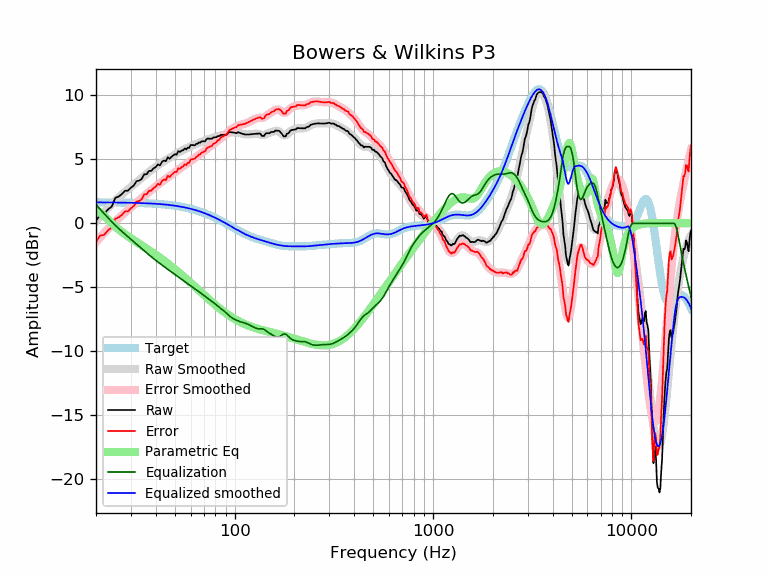 Bowers & Wilkins P3
10
5
0
−5
−10
−15
−20
Amplitude (dBr)
Target
Raw Smoothed
Error Smoothed
Raw
Error
Parametric Eq
Equalization
Equalized smoothed
100 1000 10000
Frequency (Hz)